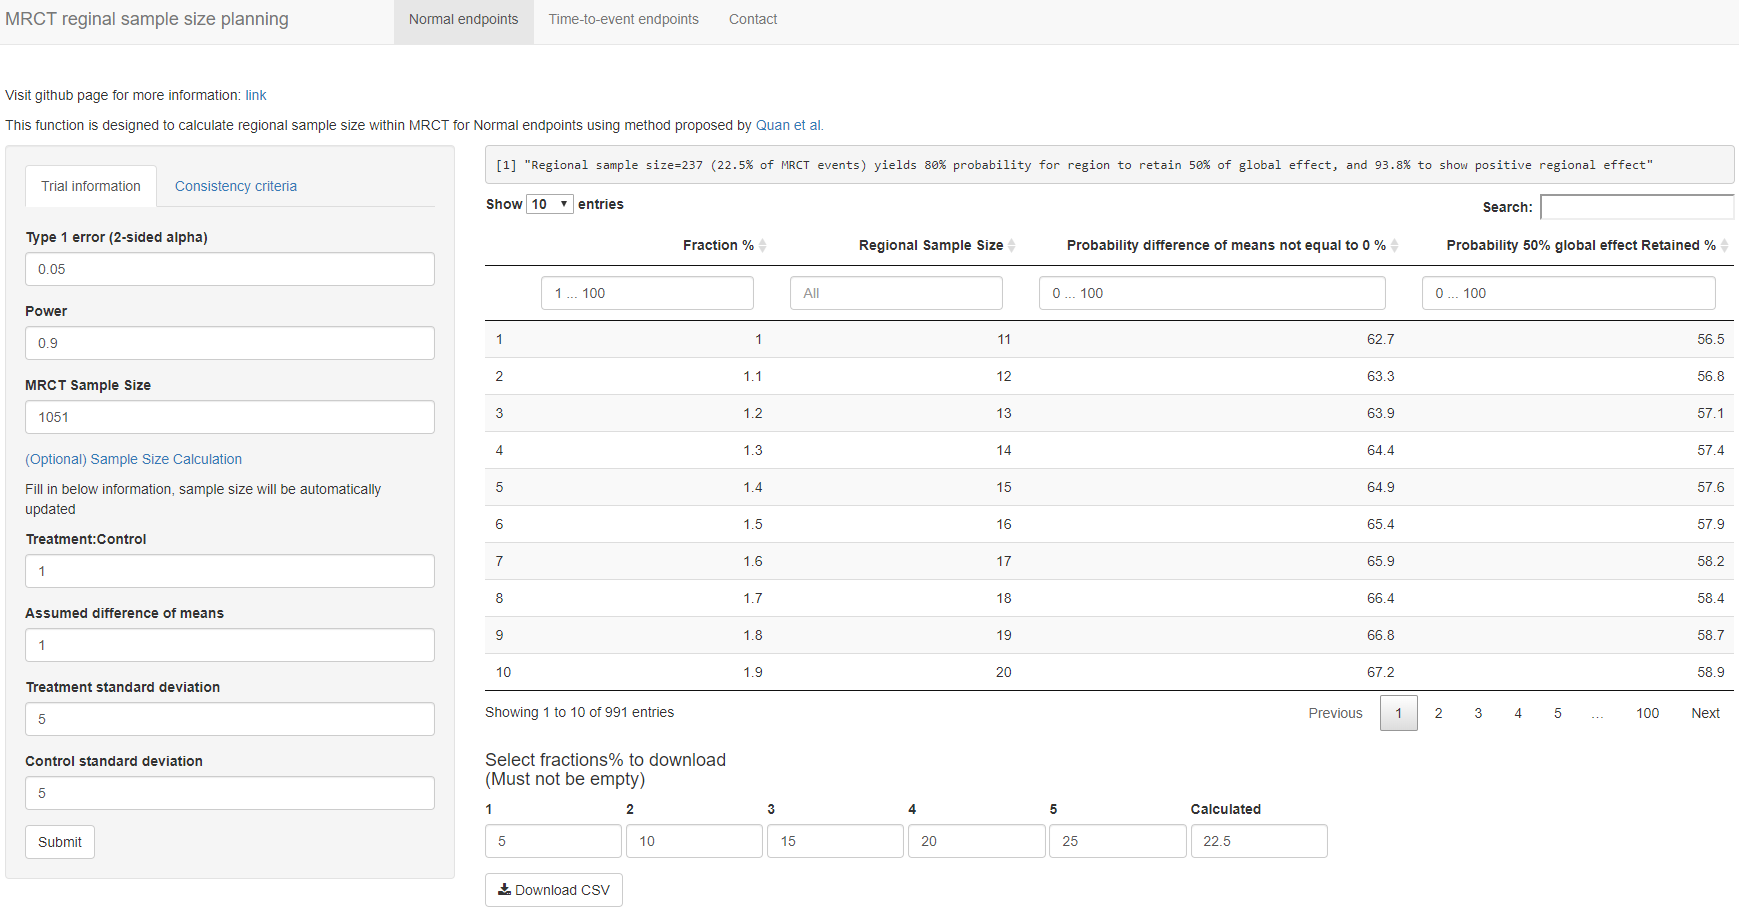 MRCT reginal sample size planning
Normal endpoints
Time-to-event endpoints
Contact
Visit github page for more information: link
This function is designed to calculate regional sample size within MRCT for Normal endpoints using method proposed by Quan et al.
Trial information
Consistency criteria
Type 1 error (2-sided alpha)
0.05
Power
0.9
MRCT Sample Size
1051
(Optional) Sample Size Calculation
Fill in below information, sample size will be automatically
updated
Treatment:Control
1
Assumed difference of means
1
Treatment standard deviation
5
Control standard deviation
5
Submit
[1] "Regional sample size=237 (22.5% of MRCT events) yields 80% probability for region to retain 50% of global effect, and 93.8% to show positive regional effect"
Show 10 entries
Search:
Fraction % Regional Sample Size Probability difference of means not equal to 0 % Probability 50% global effect Retained %
1 ... 100 All 0 ... 100 0 ... 100
1 1 11 62.7 56.5
2 1.1 12 63.3 56.8
3 1.2 13 63.9 57.1
4 1.3 14 64.4 57.4
5 1.4 15 64.9 57.6
6 1.5 16 65.4 57.9
7 1.6 17 65.9 58.2
8 1.7 18 66.4 58.4
9 1.8 19 66.8 58.7
10 1.9 20 67.2 58.9
Showing 1 to 10 of 991 entries
Previous 1 2 3 4 5 ... 100 Next
Select fractions% to download
(Must not be empty)
1 2 3 4 5 Calculated
5 10 15 20 25 22.5
Download CSV